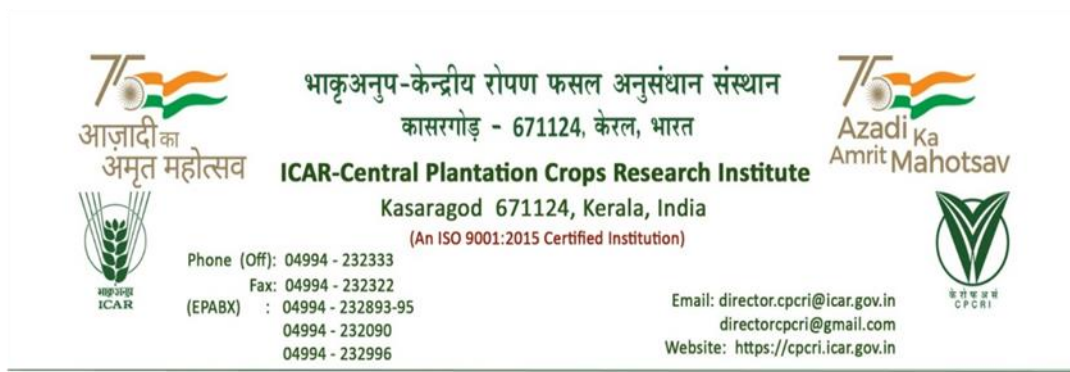 75
आज़ादी का
अमृत महोत्सव
भाकृअनुप-केन्द्रीय रोपण फसल अनुसंधान संस्थान
कासरगोड़ - 671124, केरल, भारत
ICAR-Central Plantation Crops Research Institute
Kasaragod 671124, Kerala, India
(An ISO 9001:2015 Certified Institution)
75
Azadi Ka
Amrit Mahotsav
भाकृअनुप
ICAR
Phone (Off): 04994 - 232333
Fax: 04994 - 232322
(EPABX) : 04994 - 232893-95
04994 - 232090
04994 - 232996
Email: director.cpcri@icar.gov.in
directorcpcri@gmail.com
Website: https://cpcri.icar.gov.in
के रो फ अ सं
CPCRI